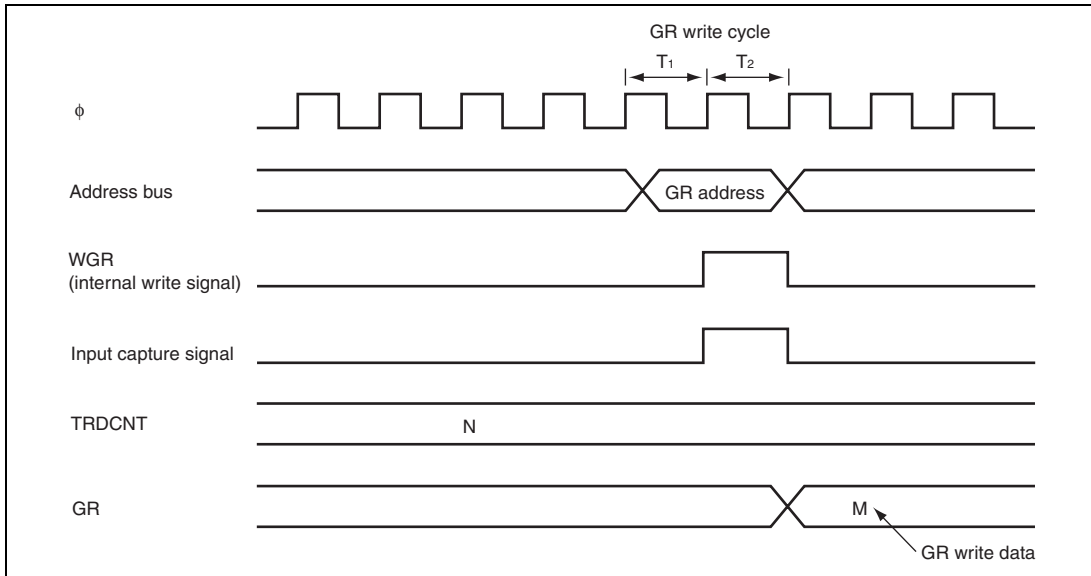 GR write cycle
T1 T2
ϕ
Address bus
GR address
WGR
(internal write signal)
Input capture signal
TRDCNT
N
GR
M
GR write data